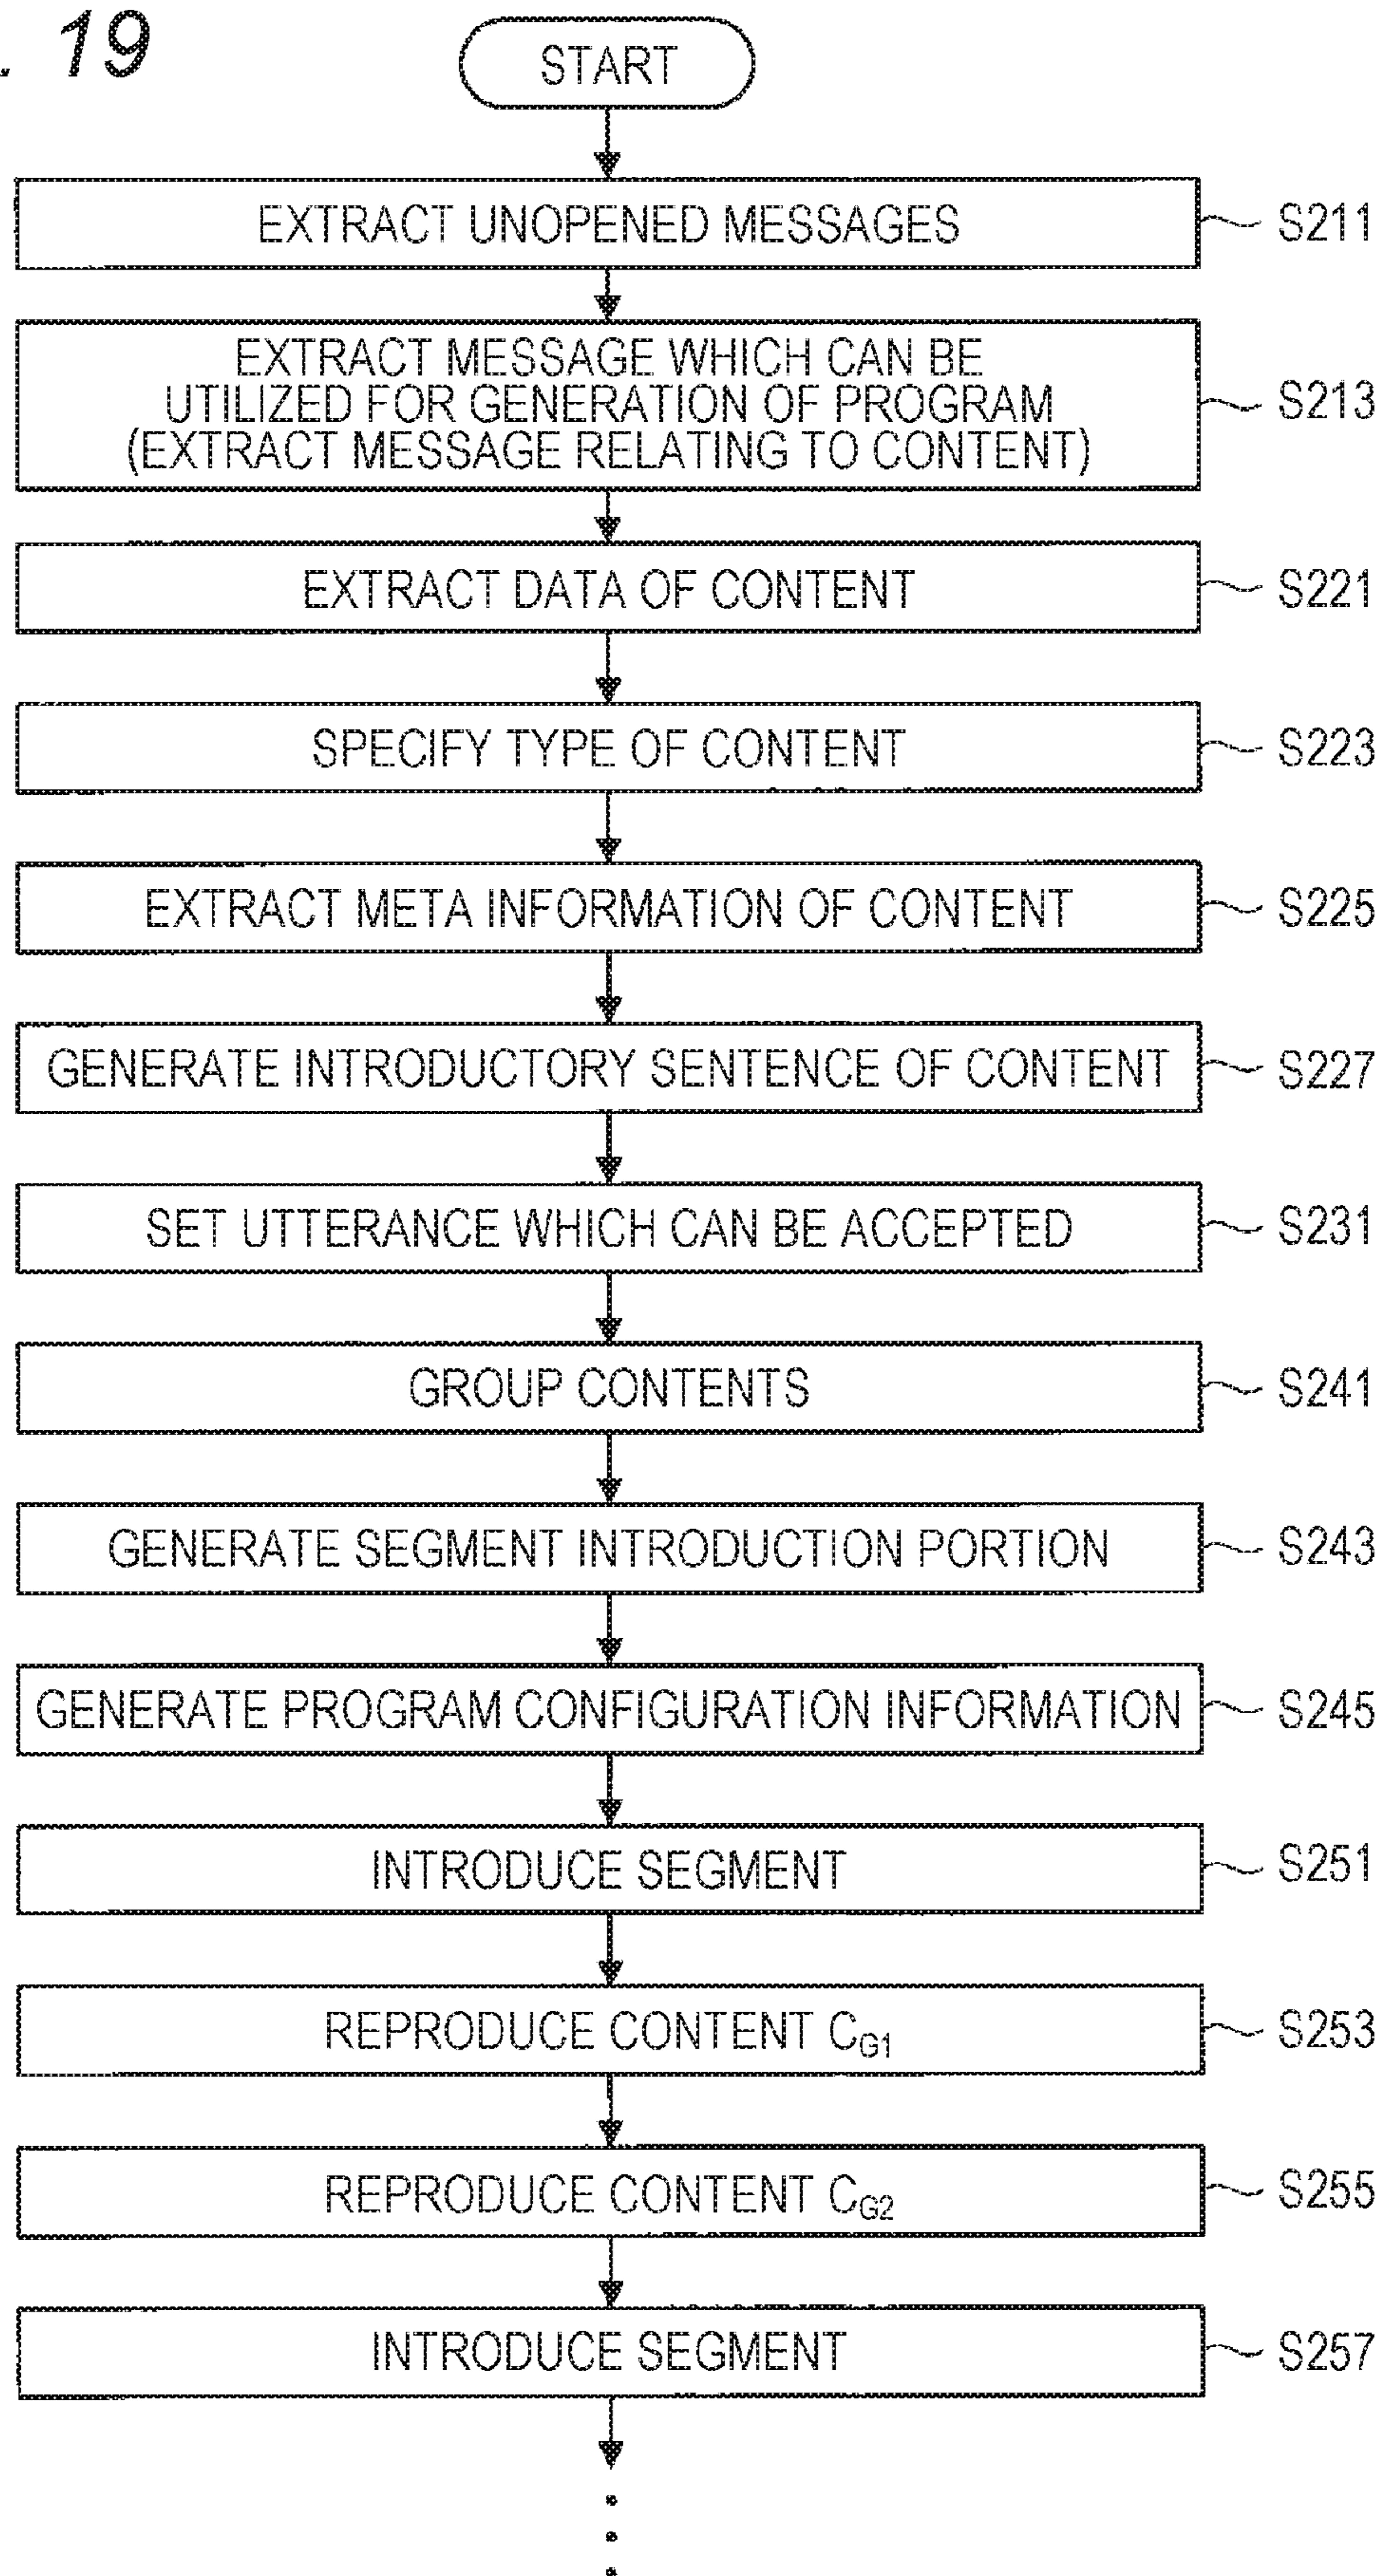 . 19
START
EXTRACT UNOPENED MESSAGES
S211
EXTRACT MESSAGE WHICH CAN BE
UTILIZED FOR GENERATION OF PROGRAM
(EXTRACT MESSAGE RELATING TO CONTENT)
S213
EXTRACT DATA OF CONTENT
S221
SPECIFY TYPE OF CONTENT
S223
EXTRACT META INFORMATION OF CONTENT
S225
GENERATE INTRODUCTORY SENTENCE OF CONTENT
S227
SET UTTERANCE WHICH CAN BE ACCEPTED
S231
GROUP CONTENTS
S241
GENERATE SEGMENT INTRODUCTION PORTION
S243
GENERATE PROGRAM CONFIGURATION INFORMATION
S245
INTRODUCE SEGMENT
S251
REPRODUCE CONTENT C_G1
S253
REPRODUCE CONTENT C_G2
S255
INTRODUCE SEGMENT
S257